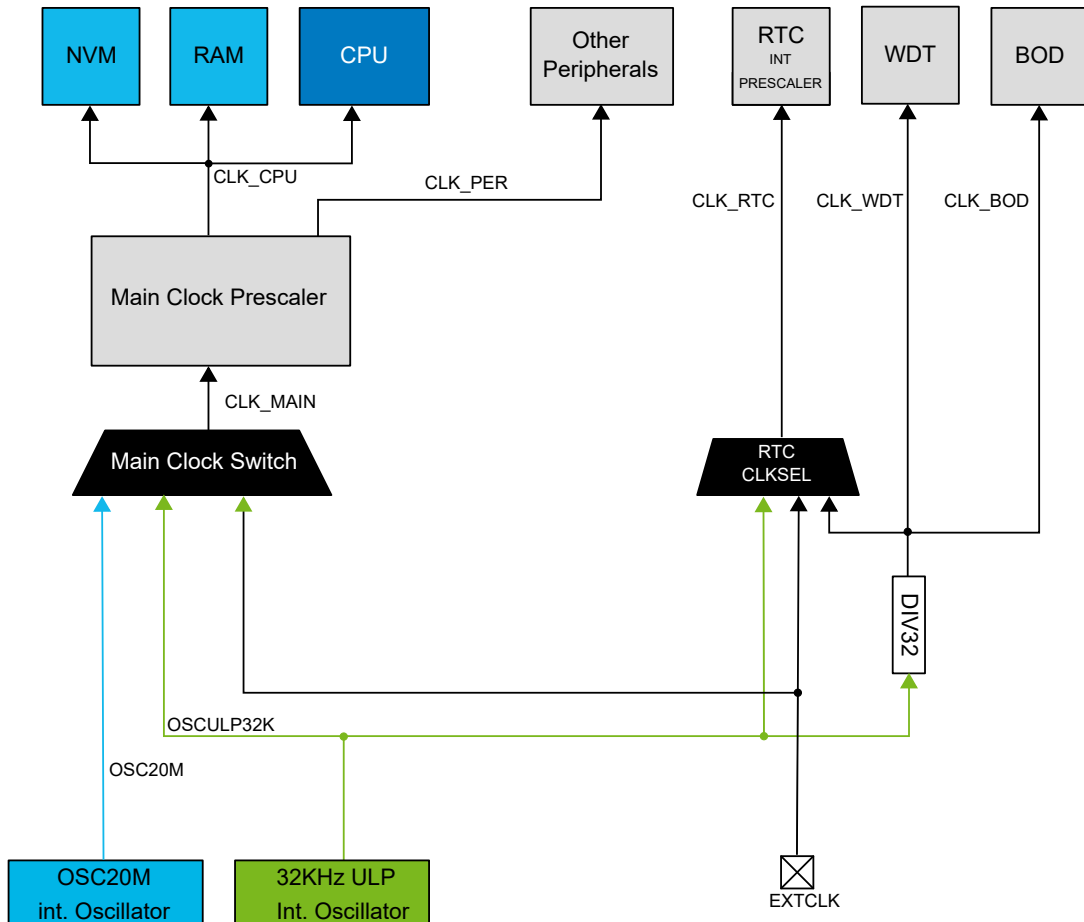 NVM
RAM
CPU
Other
Peripherals
RTC
INT
PRESCALER
WDT
BOD
CLK_CPU
CLK_PER
CLK_RTC
CLK_WDT
CLK_BOD
Main Clock Prescaler
CLK_MAIN
Main Clock Switch
RTC
CLKSEL
DIV32
OSCULP32K
OSC20M
OSC20M
int. Oscillator
32KHz ULP
Int. Oscillator
EXTCLK